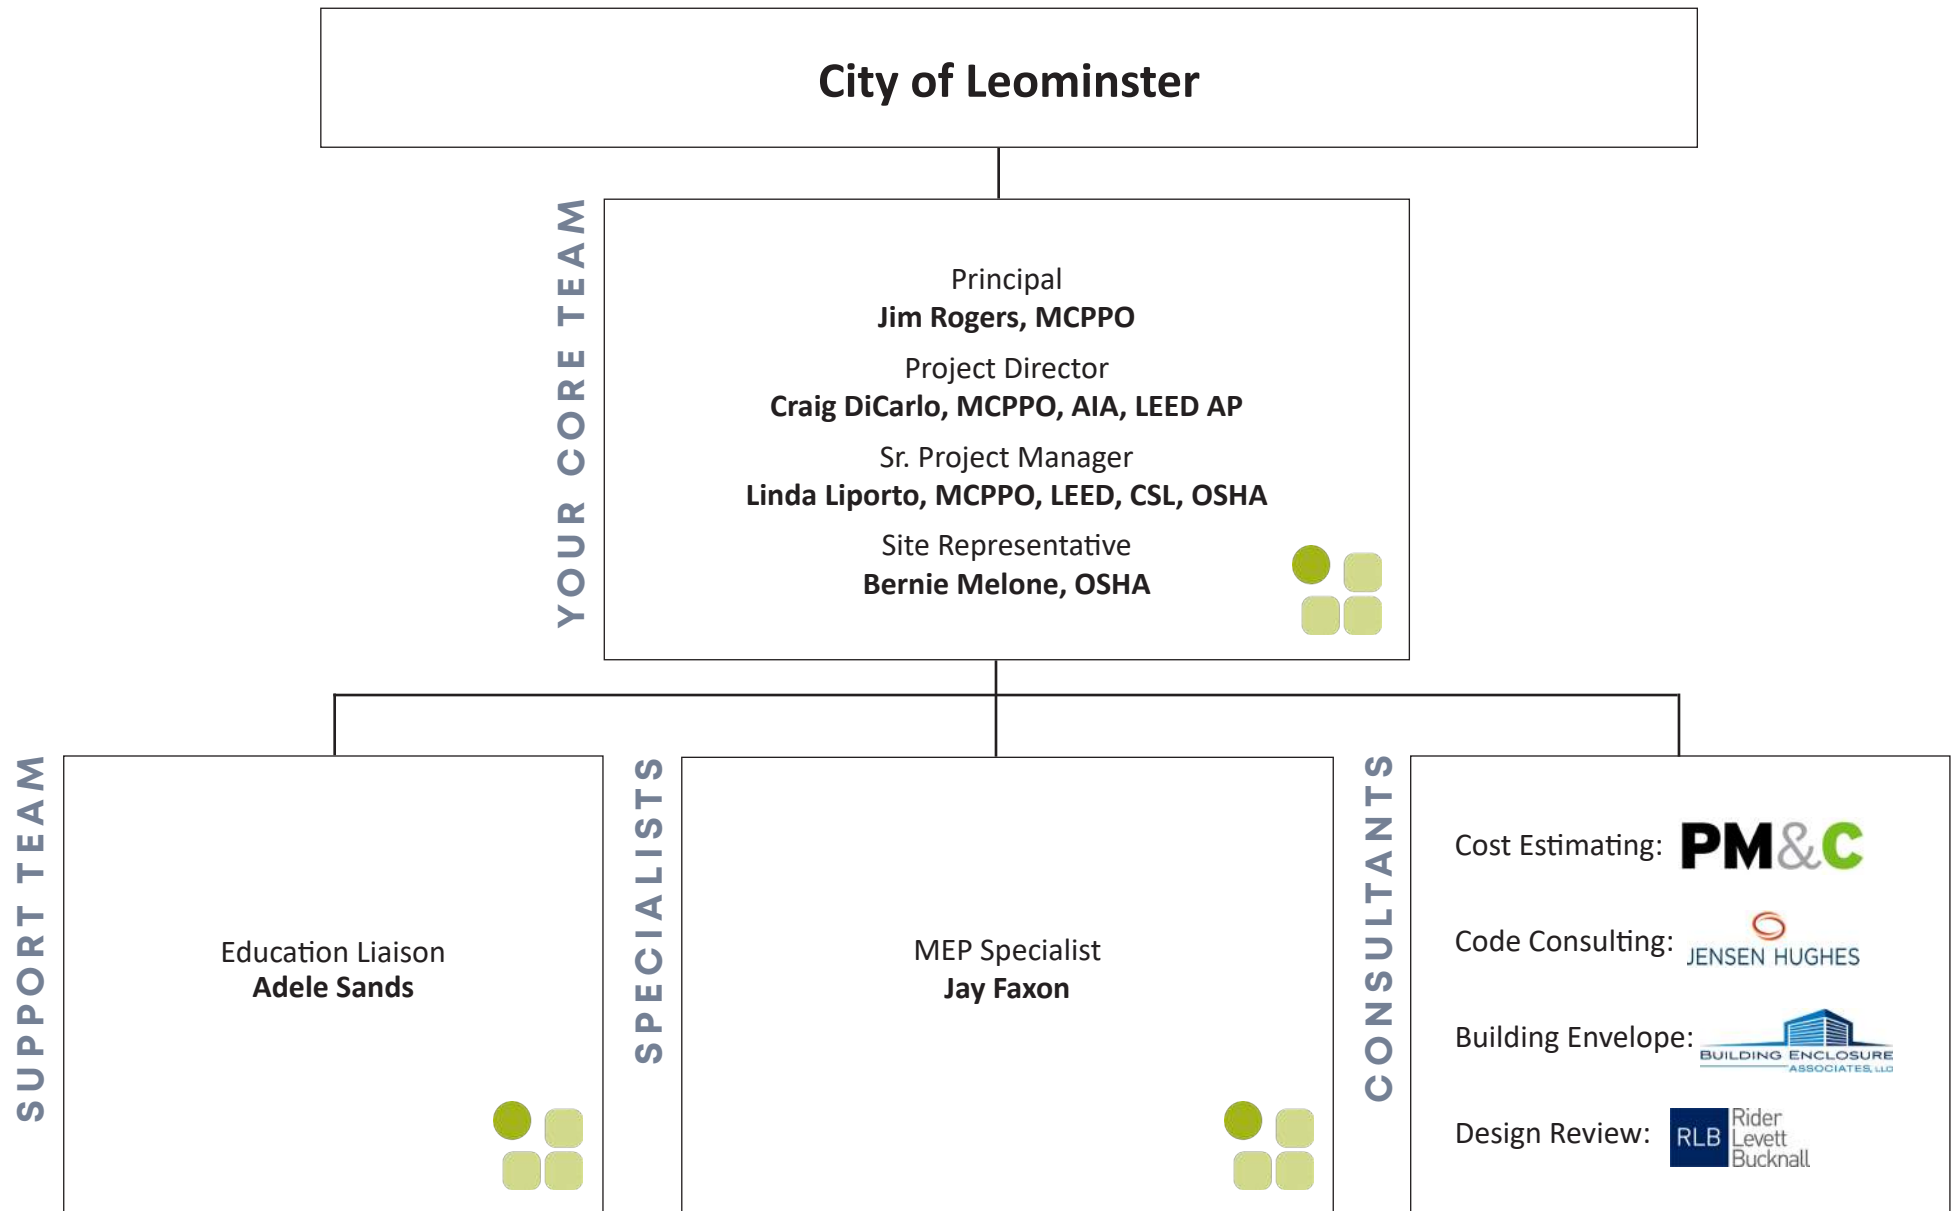 City of Leominster
YOUR CORE TEAM
Principal
Jim Rogers, MCPPO
Project Director
Craig DiCarlo, MCPPO, AIA, LEED AP
Sr. Project Manager
Linda Liporto, MCPPO, LEED, CSL, OSHA
Site Representative
Bernie Melone, OSHA
SUPPORT TEAM
Education Liaison
Adele Sands
SPECIALISTS
MEP Specialist
Jay Faxon
CONSULTANTS
Cost Estimating: PM&C
Code Consulting: JENSEN HUGHES
Building Envelope: BUILDING ENCLOSURE
ASSOCIATES, LLC
Design Review: RLB Rider
Levett
Bucknall